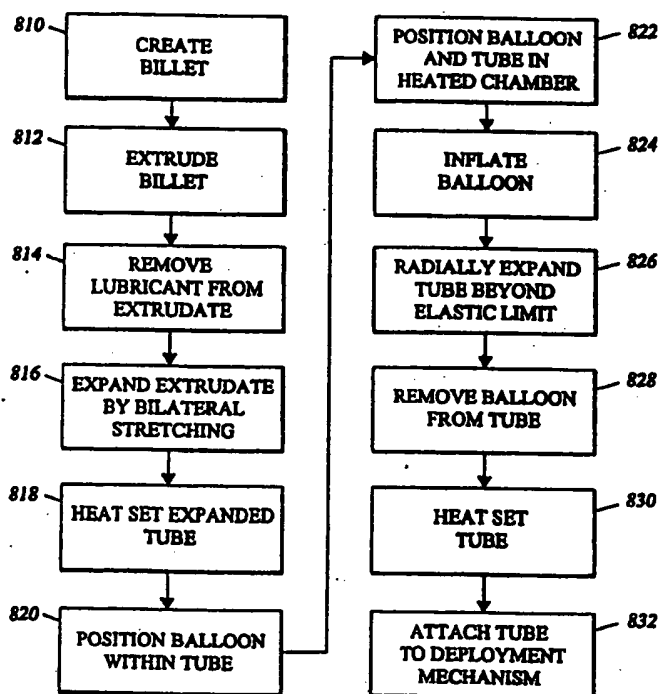 810
CREATE
BILLET
812
EXTRUDE
BILLET
814
REMOVE
LUBRICANT FROM
EXTRUDATE
816
EXPAND EXTRUDATE
BY BILATERAL
STRETCHING
818
HEAT SET EXPANDED
TUBE
820
POSITION BALLOON
WITHIN TUBE
822
POSITION BALLOON
AND TUBE IN
HEATED CHAMBER
824
INFLATE
BALLOON
826
RADIALLY EXPAND
TUBE BEYOND
ELASTIC LIMIT
828
REMOVE BALLOON
FROM TUBE
830
HEAT SET
TUBE
832
ATTACH TUBE
TO DEPLOYMENT
MECHANISM